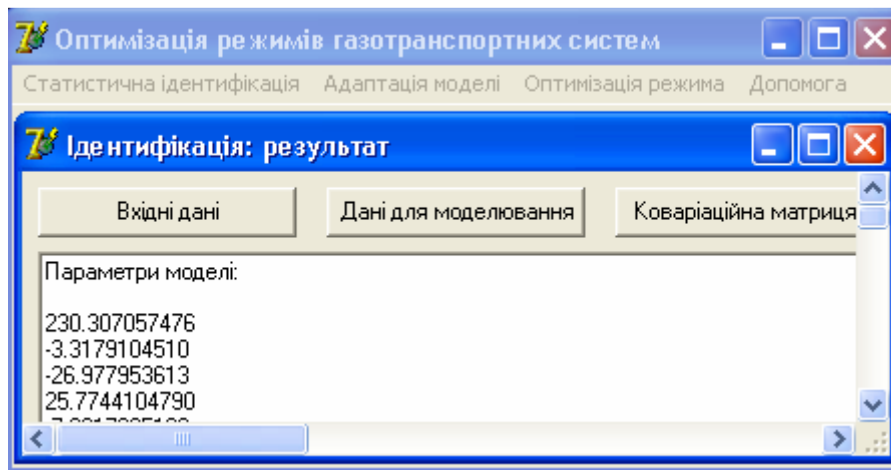 Оптимізація режимів газотранспортних систем
Статистична ідентифікація Адаптація моделі Оптимізація режима Допомога
Ідентифікація: результат
Вхідні дані Дані для моделювання Коваріаційна матриця
Параметри моделі:
230.307057476
-3.3179104510
-26.977953613
25.7744104790